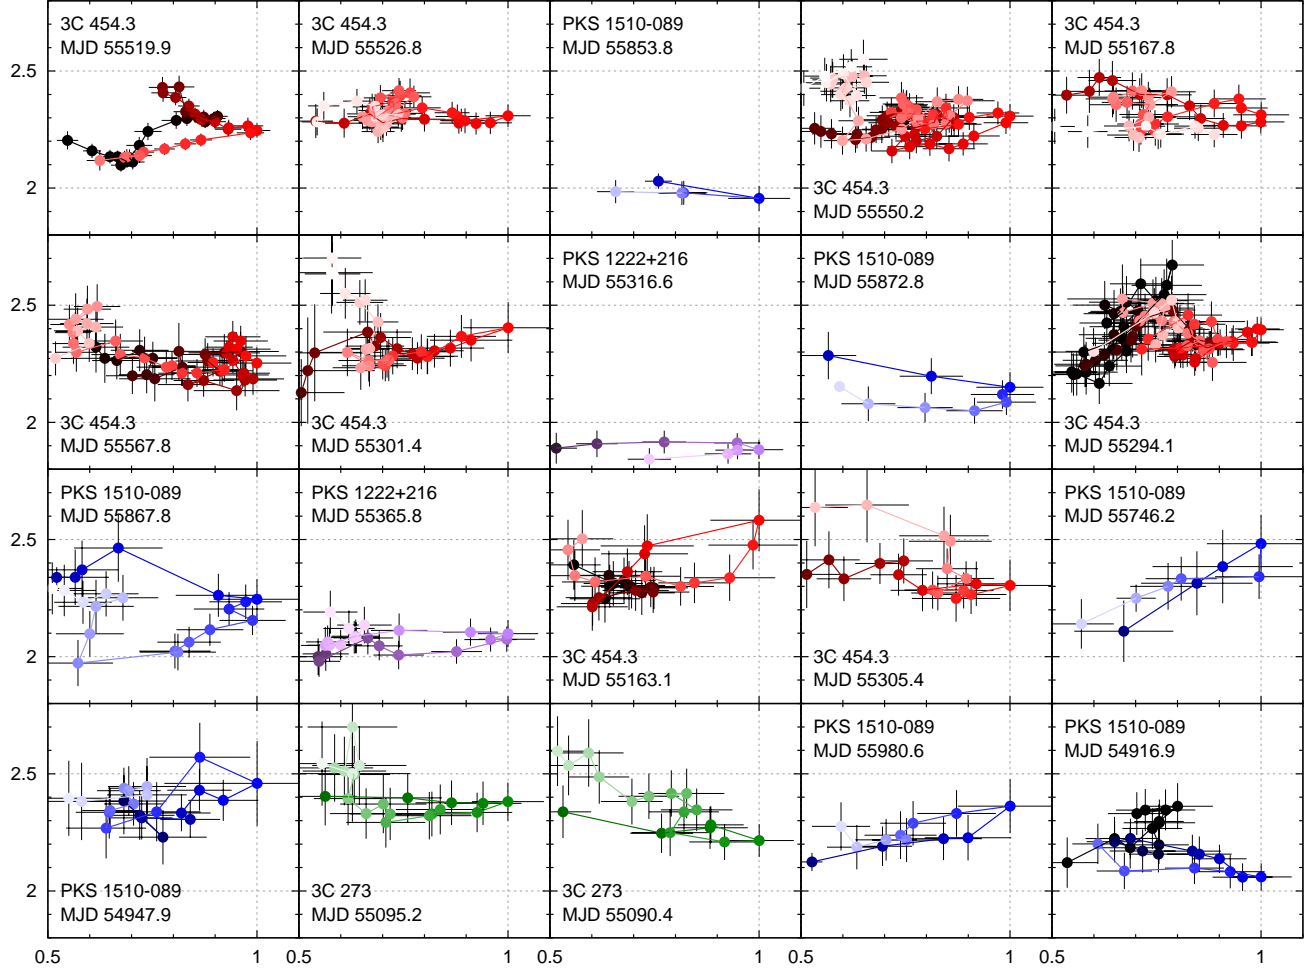 3C 454.3
MJD 55519.9
3C 454.3
MJD 55526.8
PKS 1510-089
MJD 55853.8
3C 454.3
MJD 55550.2
3C 454.3
MJD 55167.8
2.5
2
3C 454.3
MJD 55567.8
3C 454.3
MJD 55301.4
PKS 1222+216
MJD 55316.6
PKS 1510-089
MJD 55872.8
3C 454.3
MJD 55294.1
2.5
2
PKS 1510-089
MJD 55867.8
PKS 1222+216
MJD 55365.8
3C 454.3
MJD 55163.1
3C 454.3
MJD 55305.4
PKS 1510-089
MJD 55746.2
2.5
2
PKS 1510-089
MJD 54947.9
3C 273
MJD 55095.2
3C 273
MJD 55090.4
PKS 1510-089
MJD 55980.6
PKS 1510-089
MJD 54916.9
2.5
2
0.5 1 0.5 1 0.5 1 0.5 1 0.5 1